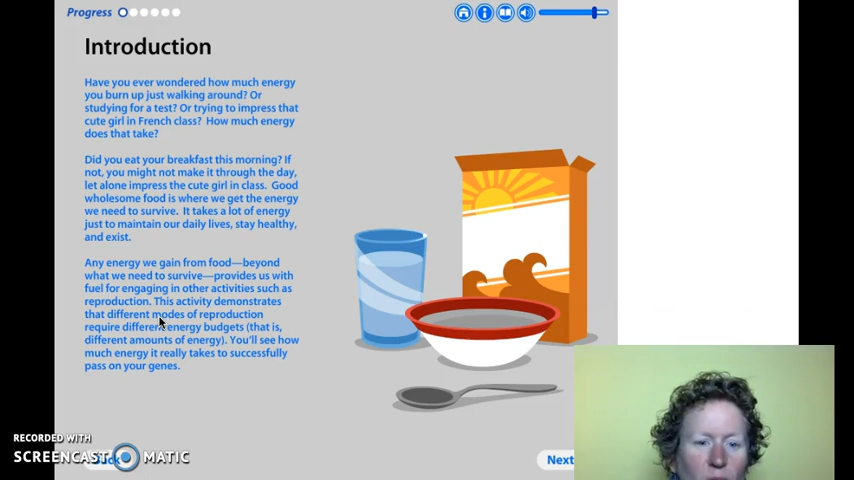 Progress
Introduction
Have you ever wondered how much energy
you burn up just walking around? Or
studying for a test? Or trying to impress that
cute girl in French class? How much energy
does that take?
Did you eat your breakfast this morning? If
not, you might not make it through the day,
let alone impress the cute girl in class. Good
wholesome food is where we get the energy
we need to survive. It takes a lot of energy
just to maintain our daily lives, stay healthy,
and exist.
Any energy we gain from food—beyond
what we need to survive—provides us with
fuel for engaging in other activities such as
reproduction. This activity demonstrates
that different modes of reproduction
require different energy budgets (that is,
different amounts of energy). You'll see how
much energy it really takes to successfully
pass on your genes.
RECORDED WITH
SCREENCAST MATIC
Next